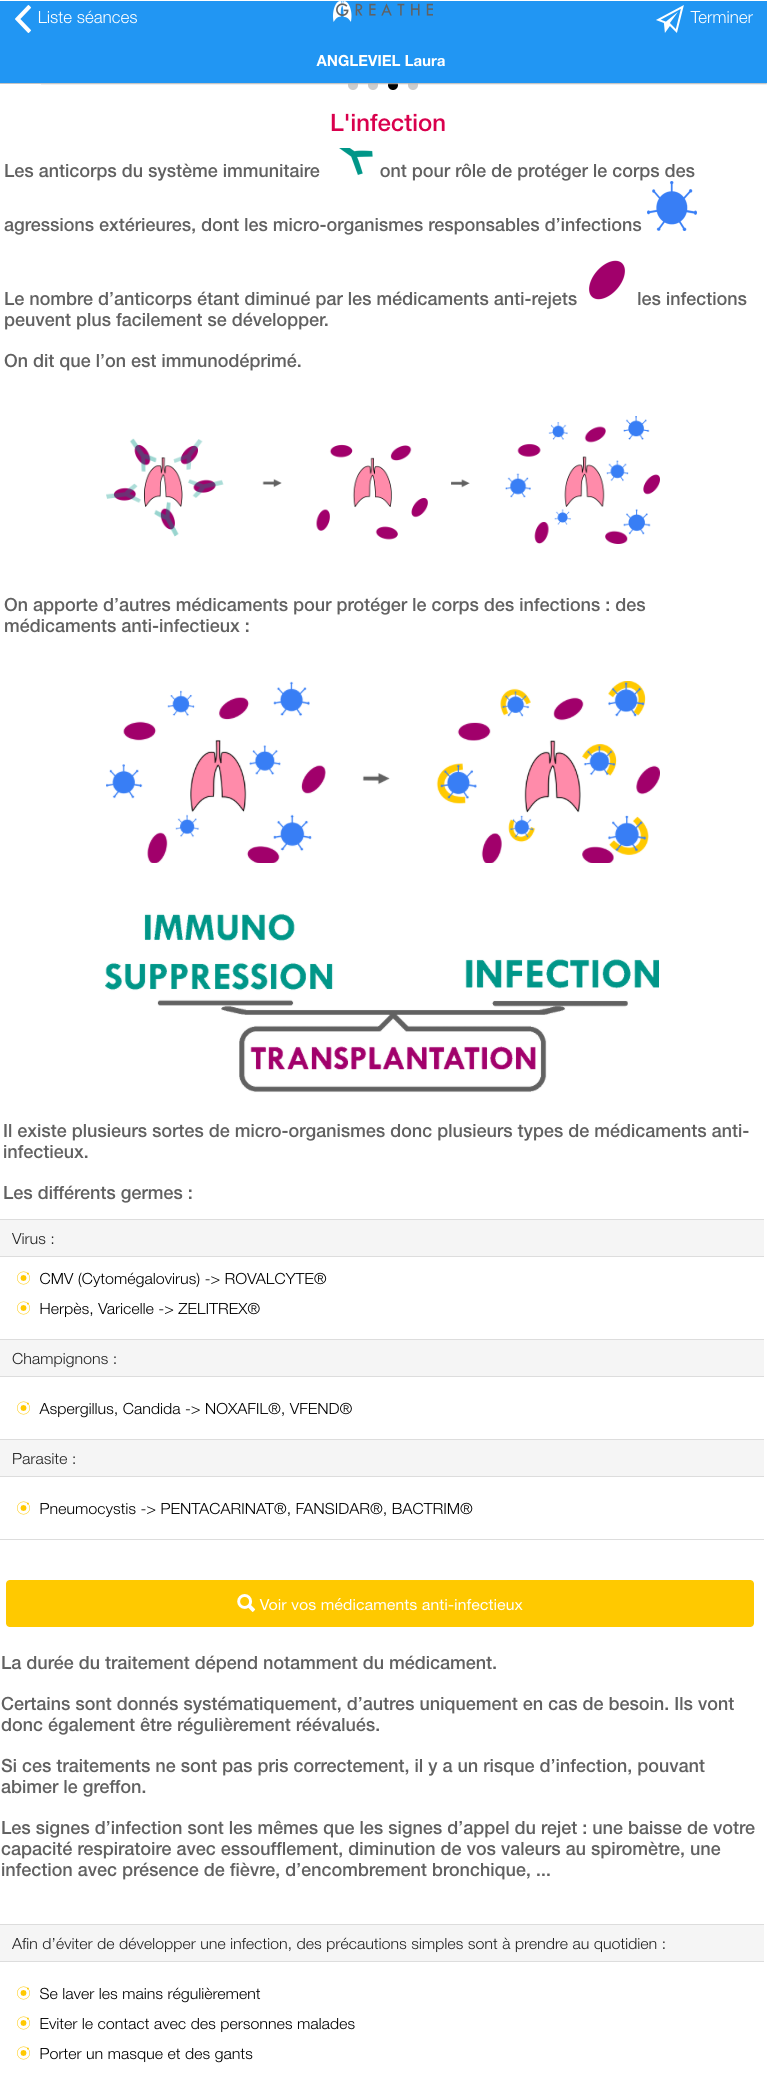 Liste séances
GREATHE
Terminer
ANGLEVIEL Laura
L'infection
Les anticorps du système immunitaire ont pour rôle de protéger le corps des
agressions extérieures, dont les micro-organismes responsables d’infections
Le nombre d’anticorps étant diminué par les médicaments anti-rejets les infections
peuvent plus facilement se développer.
On dit que l’on est immunodéprimé.
On apporte d’autres médicaments pour protéger le corps des infections : des
médicaments anti-infectieux :
IMMUNO
SUPPRESSION
INFECTION
TRANSPLANTATION
Il existe plusieurs sortes de micro-organismes donc plusieurs types de médicaments anti-
infectieux.
Les différents germes :
Virus :
CMV (Cytomégalovirus) -> ROVALCYTE®
Herpès, Varicelle -> ZELITREX®
Champignons :
Aspergillus, Candida -> NOXAFIL®, VFEND®
Parasite :
Pneumocystis -> PENTACARINAT®, FANSIDAR®, BACTRIM®
Voir vos médicaments anti-infectieux
La durée du traitement dépend notamment du médicament.
Certains sont donnés systématiquement, d’autres uniquement en cas de besoin. Ils vont
donc également être régulièrement réévalués.
Si ces traitements ne sont pas pris correctement, il y a un risque d’infection, pouvant
abimer le greffon.
Les signes d’infection sont les mêmes que les signes d’appel du rejet : une baisse de votre
capacité respiratoire avec essoufflement, diminution de vos valeurs au spiromètre, une
infection avec présence de fièvre, d’encombrement bronchique, ...
Afin d’éviter de développer une infection, des précautions simples sont à prendre au quotidien :
Se laver les mains régulièrement
Eviter le contact avec des personnes malades
Porter un masque et des gants